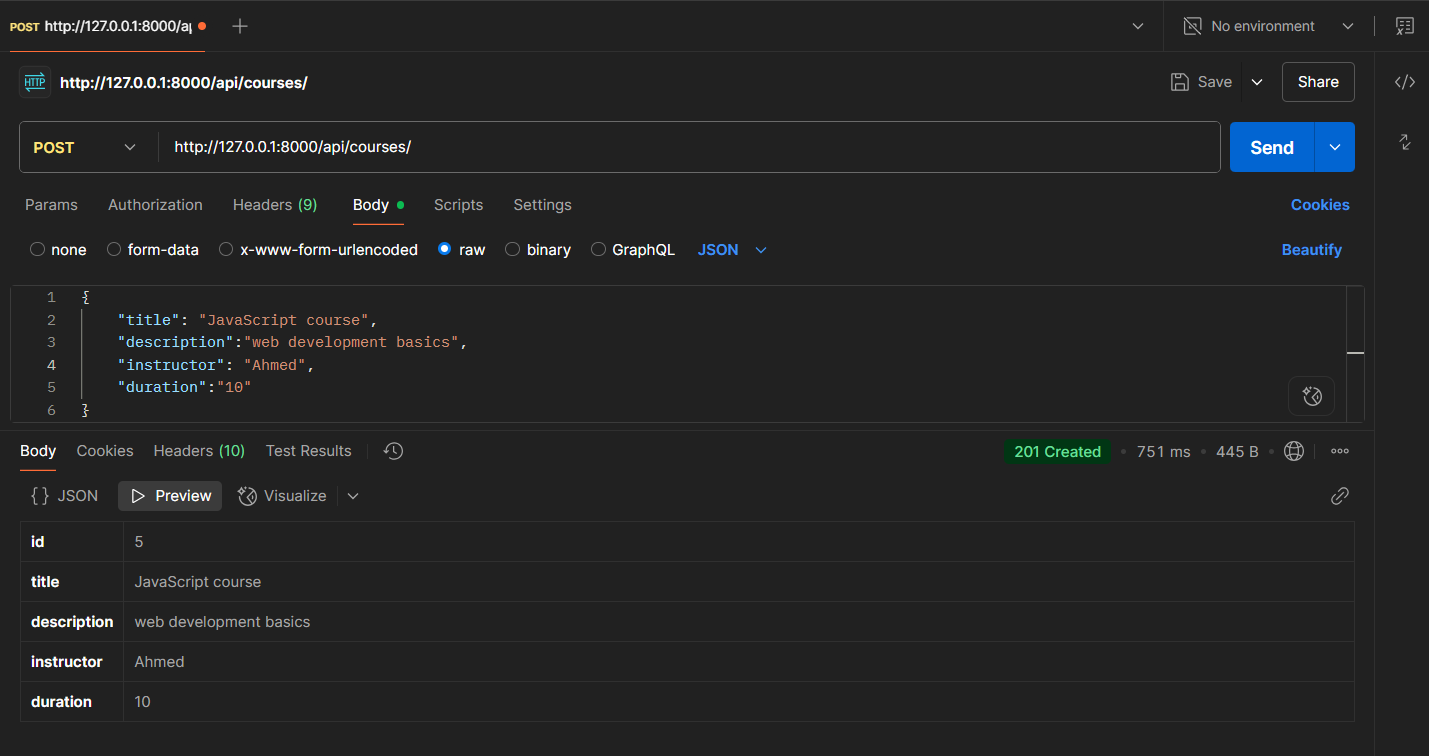 POST http://127.0.0.1:8000/ap
No environment
HTTP http://127.0.0.1:8000/api/courses/
Save
Share
POST http://127.0.0.1:8000/api/courses/
Send
Params Authorization Headers (9) Body Scripts Settings Cookies
none form-data x-www-form-urlencoded raw binary GraphQL JSON Beautify
1 {
2 "title": "JavaScript course",
3 "description":"web development basics",
4 "instructor": "Ahmed",
5 "duration":"10"
6 }
Body Cookies Headers (10) Test Results 201 Created • 751 ms • 445 B •
{} JSON Preview Visualize
id 5
title JavaScript course
description web development basics
instructor Ahmed
duration 10